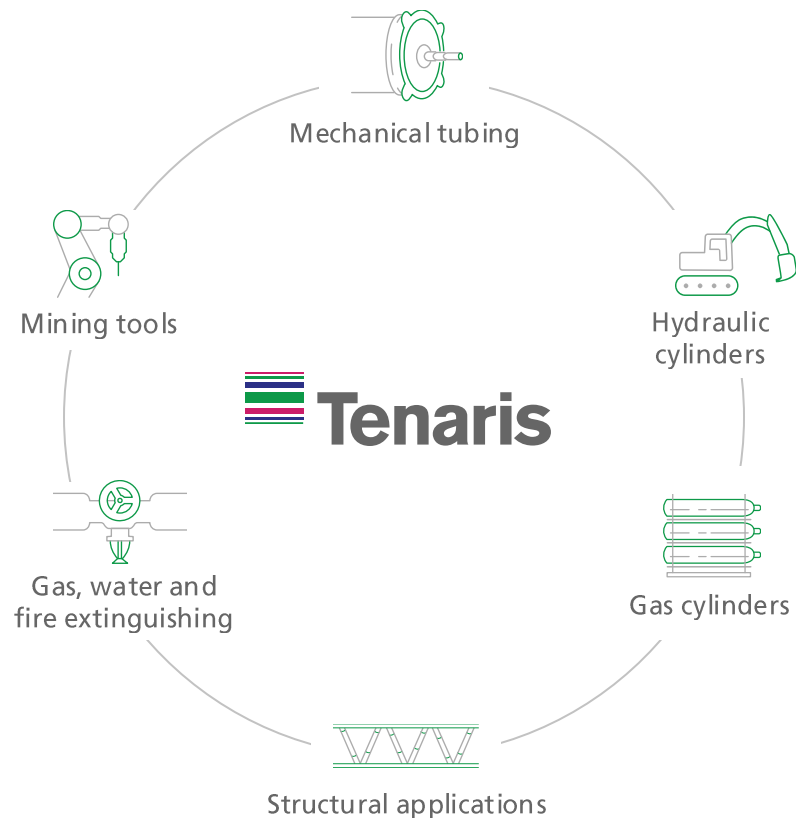 Mechanical tubing
Mining tools
Hydraulic
cylinders
Tenaris
Gas, water and
fire extinguishing
Gas cylinders
Structural applications